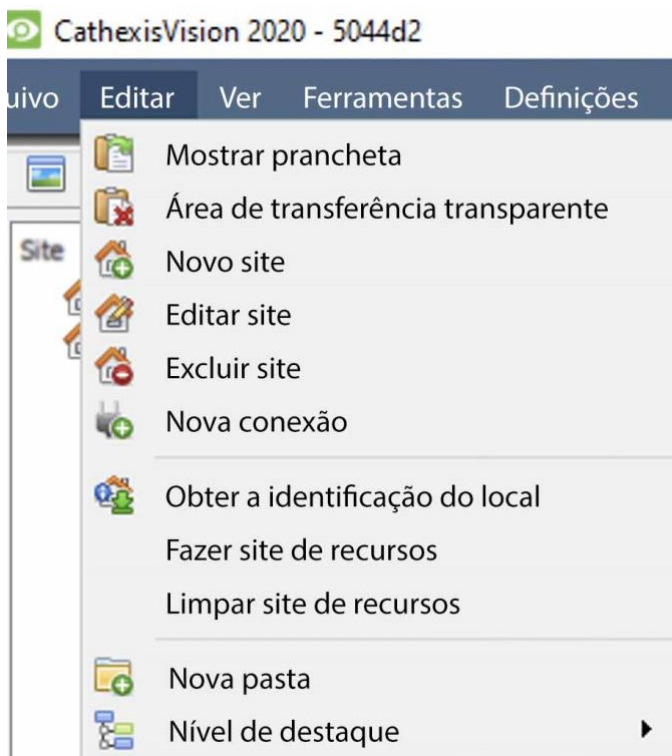 CathexisVision 2020 - 5044d2
uivo Editar Ver Ferramentas Definições
Mostrar prancheta
Área de transferência transparente
Site
Novo site
Editar site
Excluir site
Nova conexão
Obter a identificação do local
Fazer site de recursos
Limpar site de recursos
Nova pasta
Nível de destaque